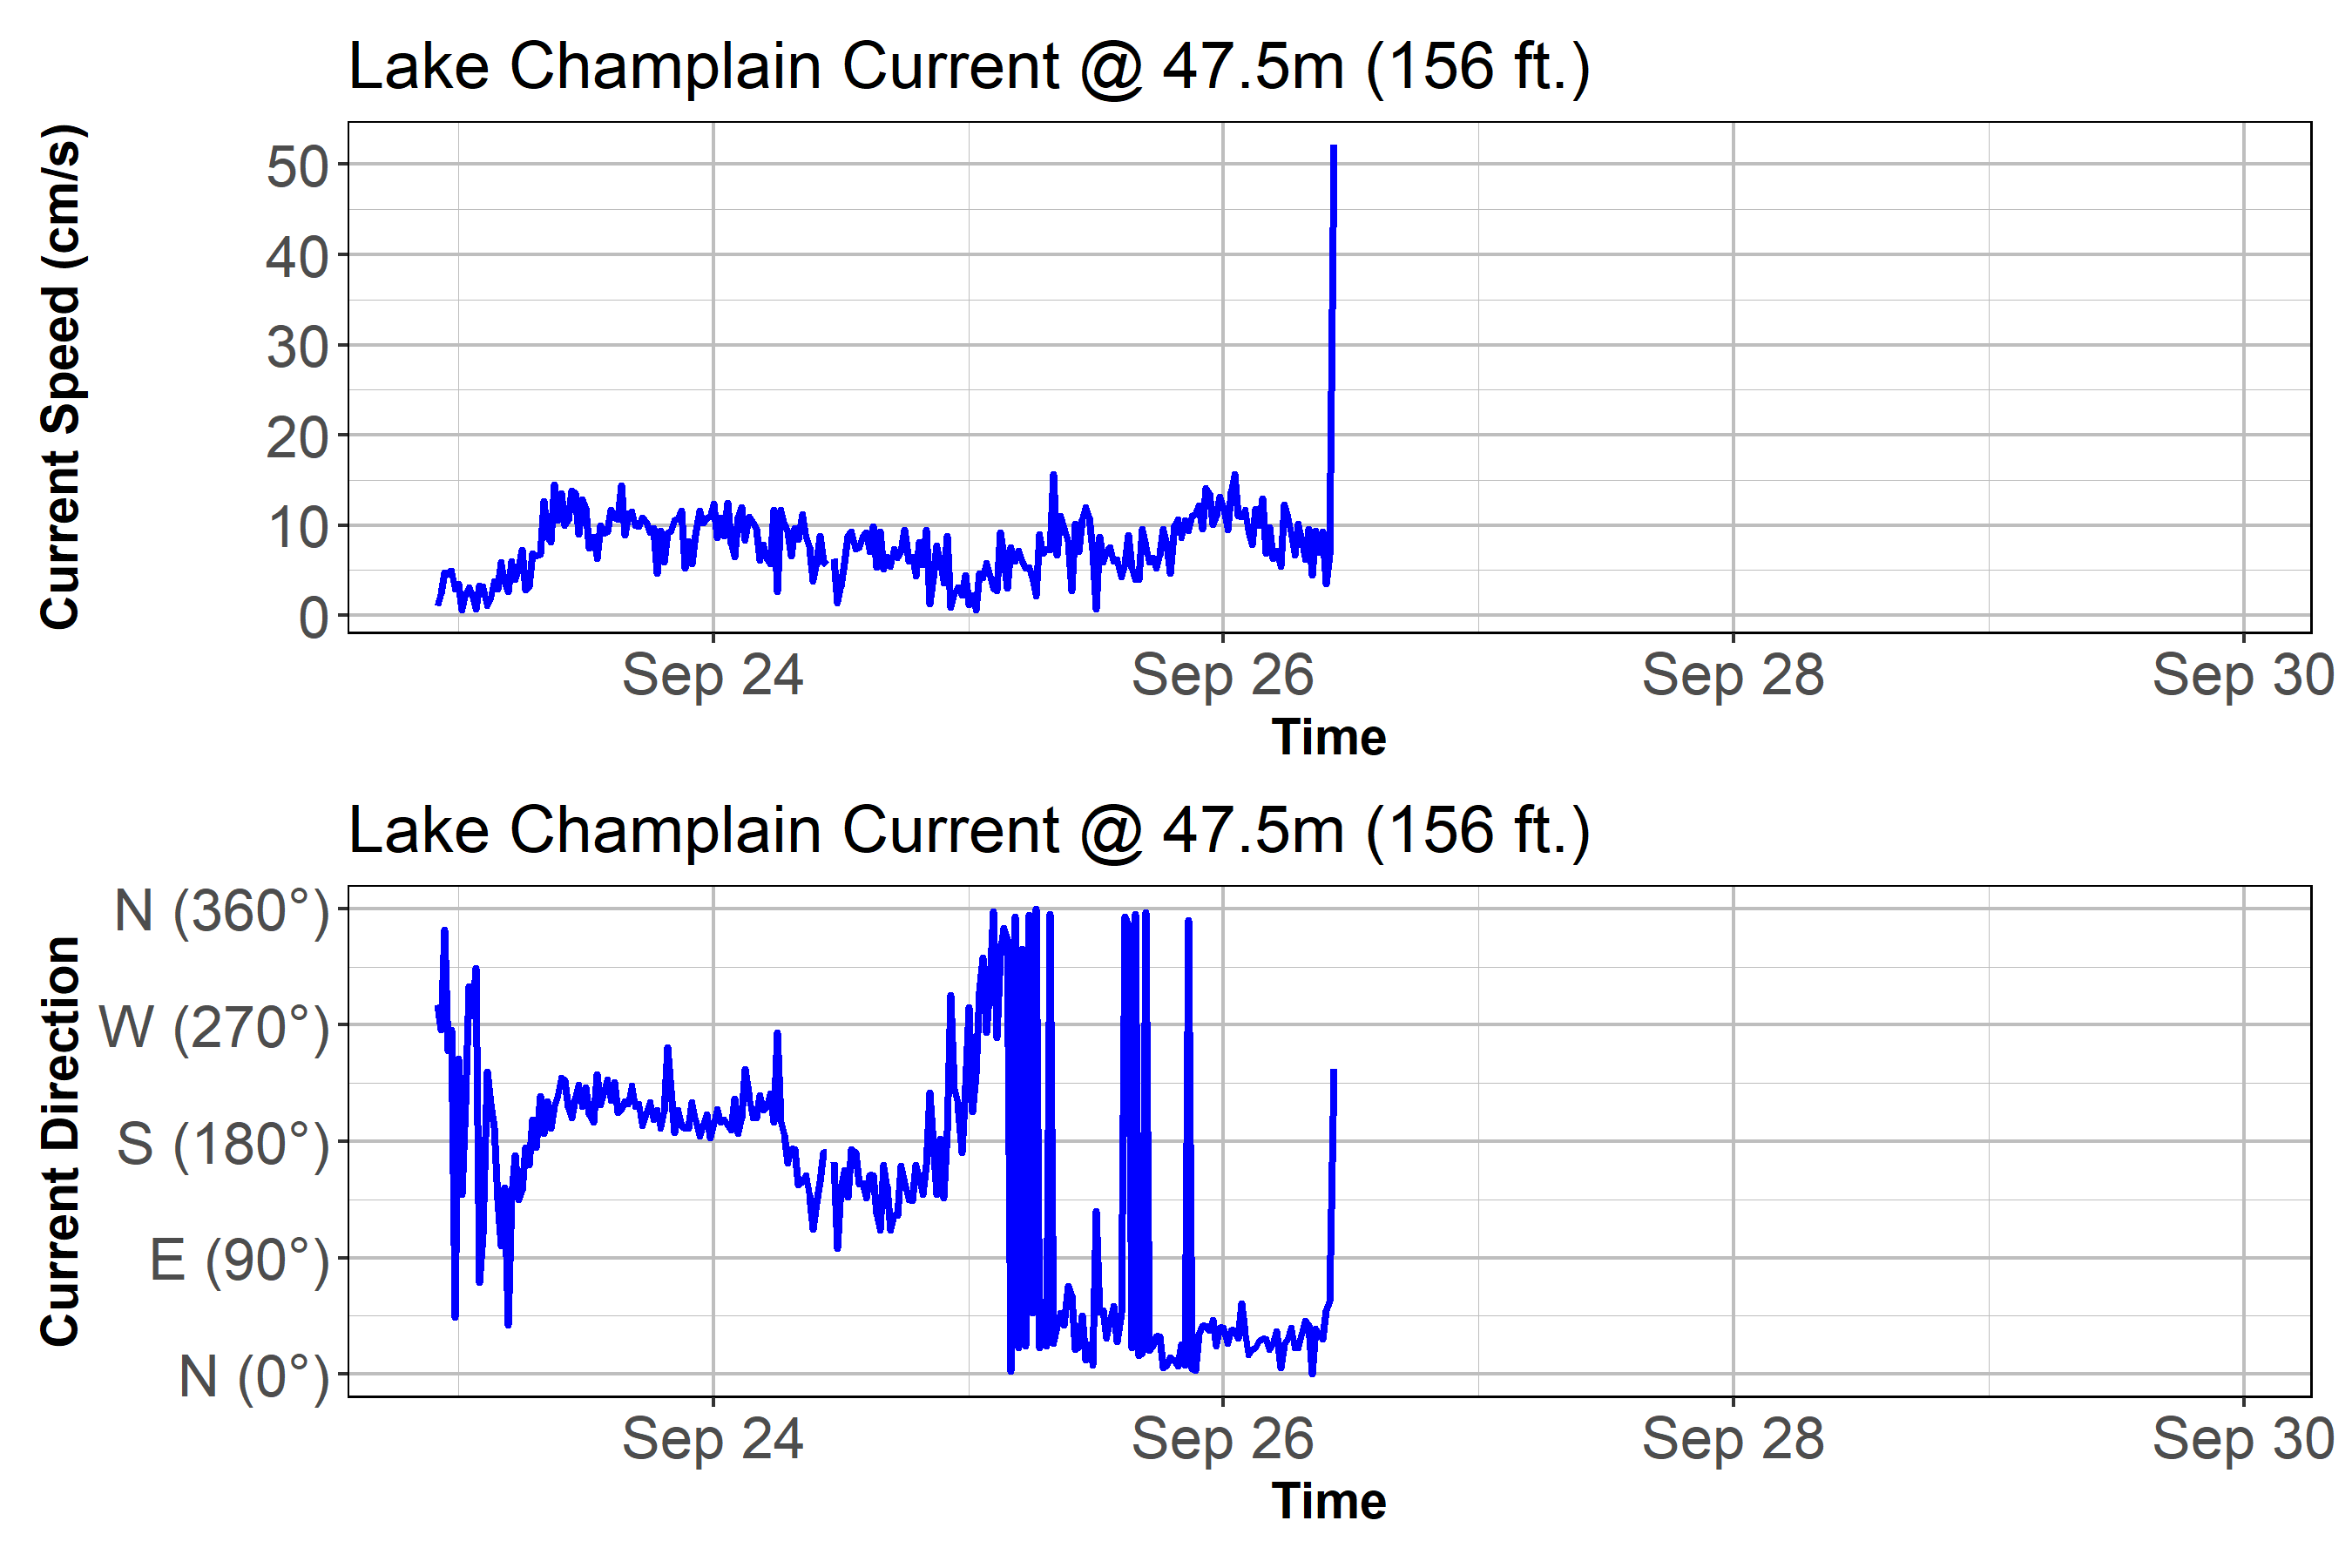 Lake Champlain Current @ 47.5m (156 ft.)
Current Speed (cm/s)
50
40
30
20
10
0
Sep 24 Sep 26 Sep 28 Sep 30
Time
Lake Champlain Current @ 47.5m (156 ft.)
Current Direction
N (360°)
W (270°)
S (180°)
E (90°)
N (0°)
Sep 24 Sep 26 Sep 28 Sep 30
Time